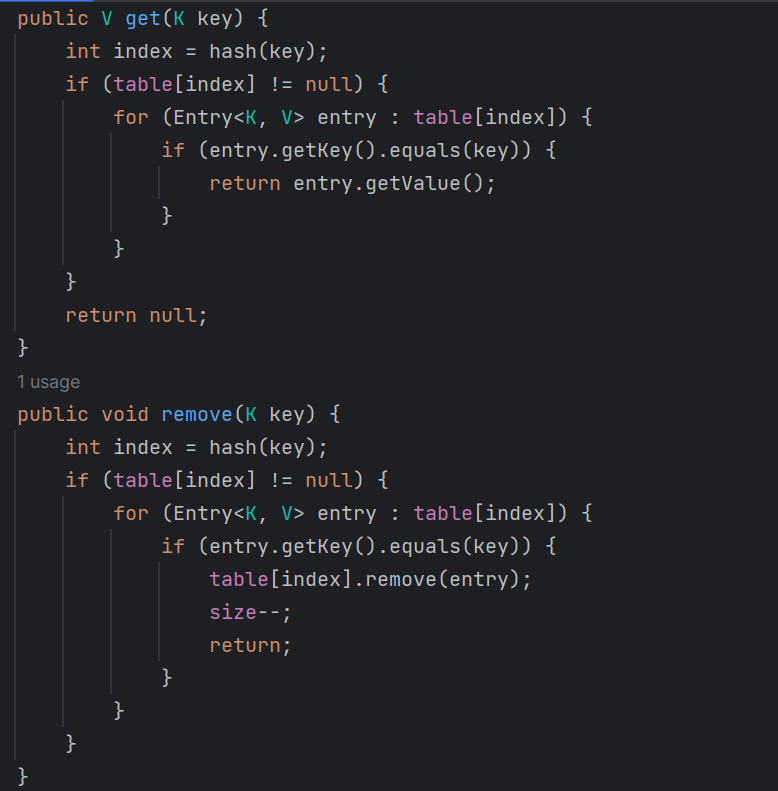 public V get(K key) {
    int index = hash(key);
    if (table[index] != null) {
        for (Entry<K, V> entry : table[index]) {
            if (entry.getKey().equals(key)) {
                return entry.getValue();
            }
        }
    }
    return null;
}
1 usage
public void remove(K key) {
    int index = hash(key);
    if (table[index] != null) {
        for (Entry<K, V> entry : table[index]) {
            if (entry.getKey().equals(key)) {
                table[index].remove(entry);
                size--;
                return;
            }
        }
    }
}